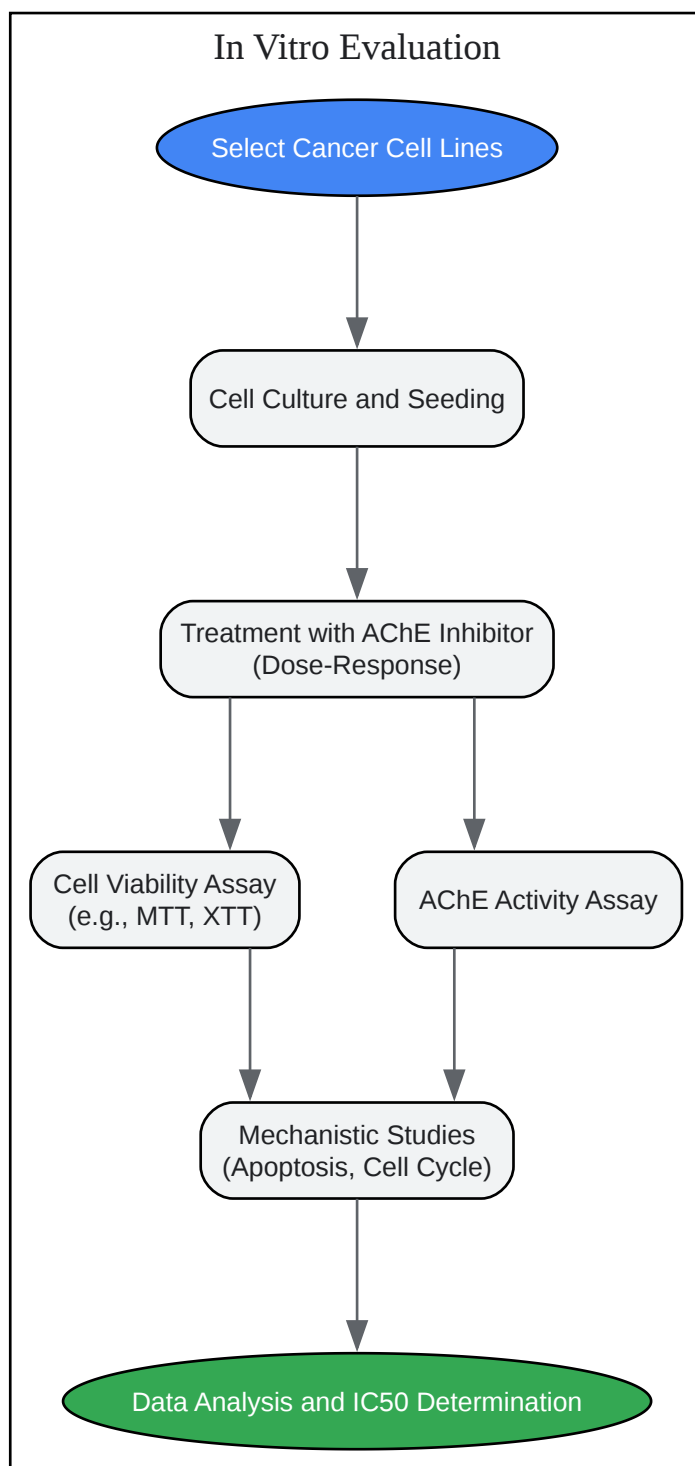 In Vitro Evaluation
Select Cancer Cell Lines
Cell Culture and Seeding
Treatment with AChE Inhibitor
(Dose-Response)
Cell Viability Assay
(e.g., MTT, XTT)
AChE Activity Assay
Mechanistic Studies
(Apoptosis, Cell Cycle)
Data Analysis and IC50 Determination